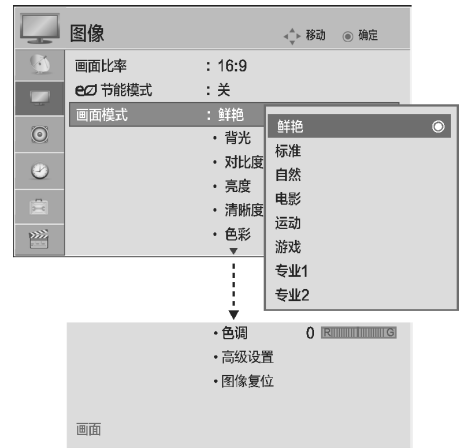 图像 移动 确定
画面比率 : 16:9
eco 节能模式 : 关
画面模式 : 鲜艳
• 背光
• 对比度
• 亮度
• 清晰度
• 色彩
鲜艳
标准
自然
电影
运动
游戏
专业1
专业2
• 色调 0 R G
• 高级设置
• 图像复位
画面